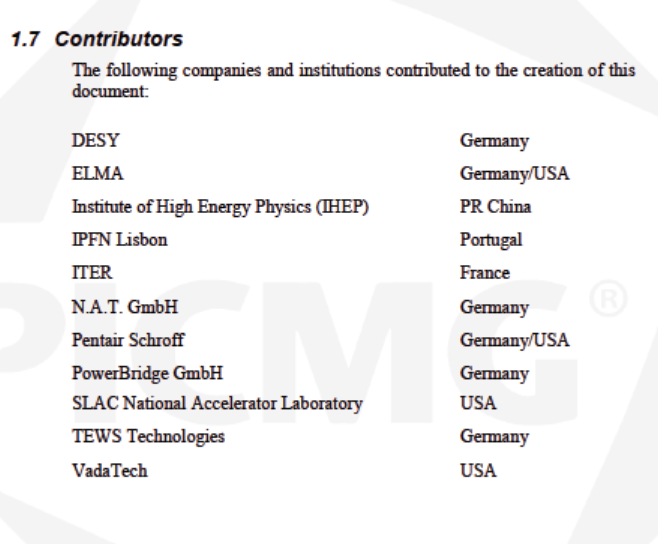 1.7 Contributors
The following companies and institutions contributed to the creation of this
document:
DESY Germany
ELMA Germany/USA
Institute of High Energy Physics (IHEP) PR China
IPFN Lisbon Portugal
ITER France
N.A.T. GmbH Germany
Pentair Schroff Germany/USA
PowerBridge GmbH Germany
SLAC National Accelerator Laboratory USA
TEWS Technologies Germany
VadaTech USA
PICMG®